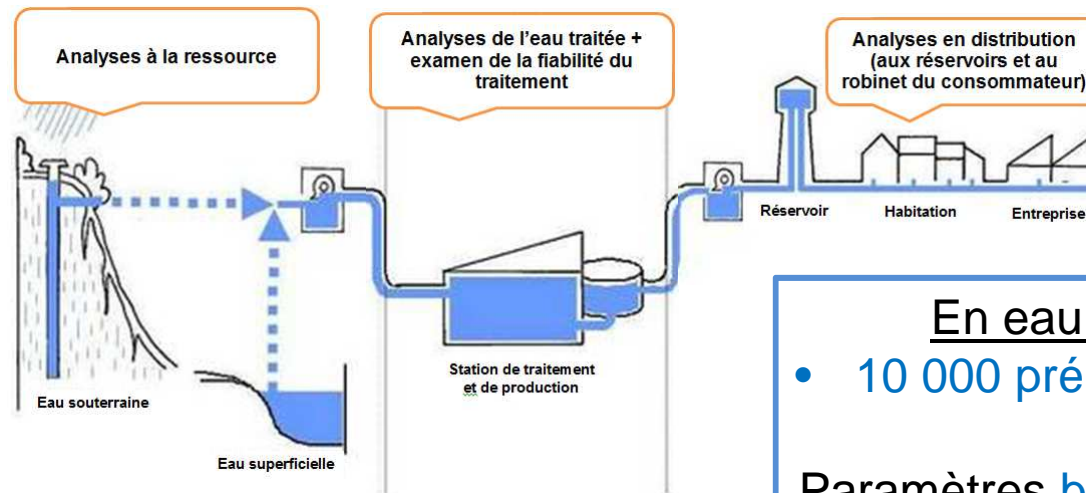 Analyses à la ressource
Analyses de l'eau traitée +
examen de la fiabilité du
traitement
Analyses en distribution
(aux réservoirs et au
robinet du consommateur)
Réservoir
Habitation
Entreprise
Station de traitement
et de production
Eau souterraine
Eau superficielle
En eau
• 10 000 pré
Paramètres b